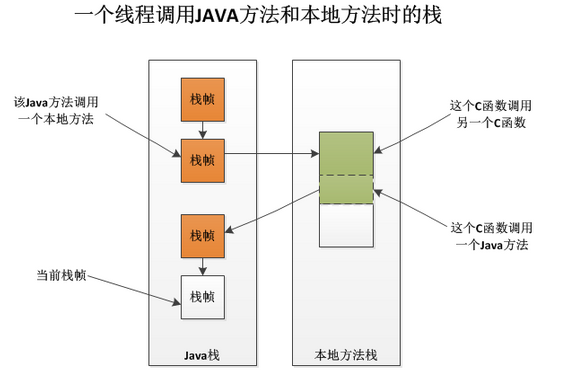 一个线程调用JAVA方法和本地方法时的栈
该Java方法调用
一个本地方法
栈帧
栈帧
这个C函数调用
另一个C函数
栈帧
这个C函数调用
一个Java方法
当前栈帧
栈帧
Java栈
本地方法栈